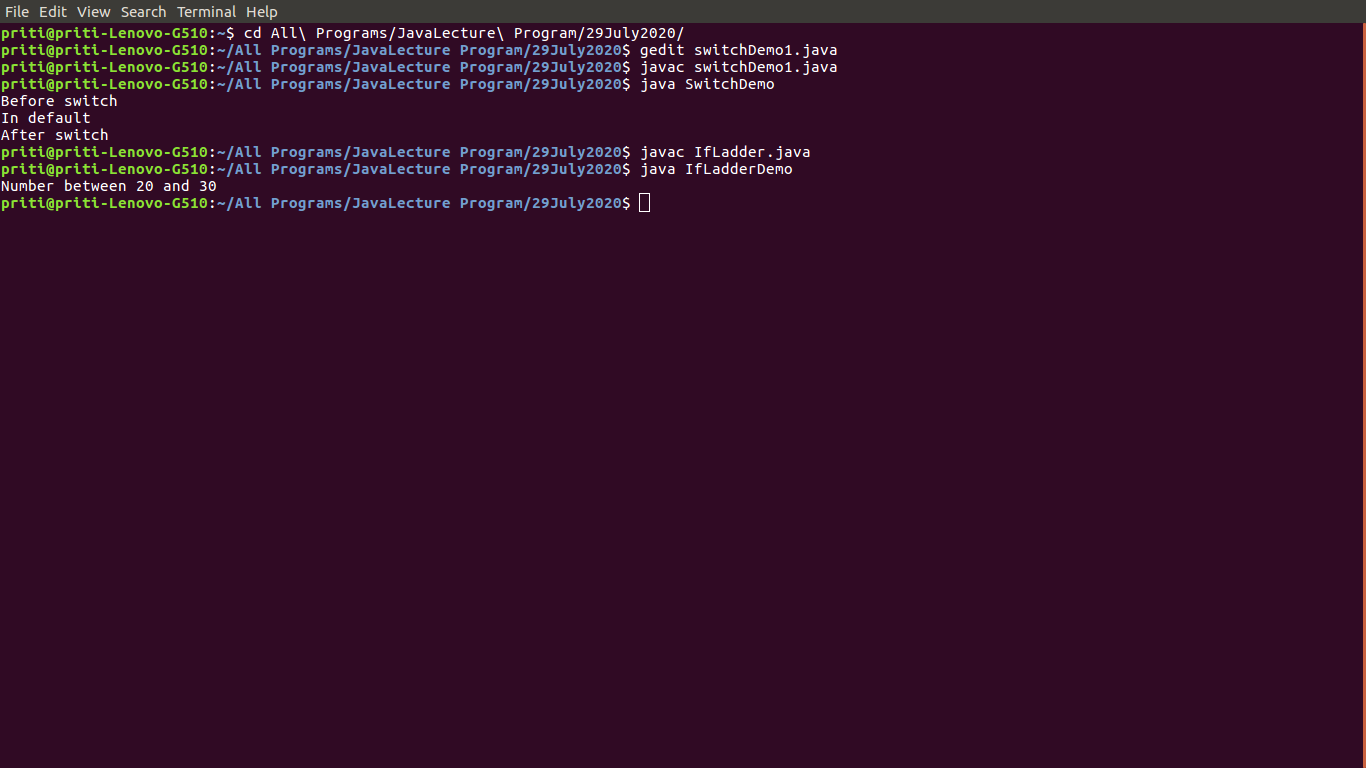 File Edit View Search Terminal Help
priti@priti-Lenovo-G510:~$ cd All\ Programs/JavaLecture\ Program/29July2020/
priti@priti-Lenovo-G510:~/All Programs/JavaLecture Program/29July2020$ gedit switchDemo1.java
priti@priti-Lenovo-G510:~/All Programs/JavaLecture Program/29July2020$ javac switchDemo1.java
priti@priti-Lenovo-G510:~/All Programs/JavaLecture Program/29July2020$ java SwitchDemo
Before switch
In default
After switch
priti@priti-Lenovo-G510:~/All Programs/JavaLecture Program/29July2020$ javac IfLadder.java
priti@priti-Lenovo-G510:~/All Programs/JavaLecture Program/29July2020$ java IfLadderDemo
Number between 20 and 30
priti@priti-Lenovo-G510:~/All Programs/JavaLecture Program/29July2020$